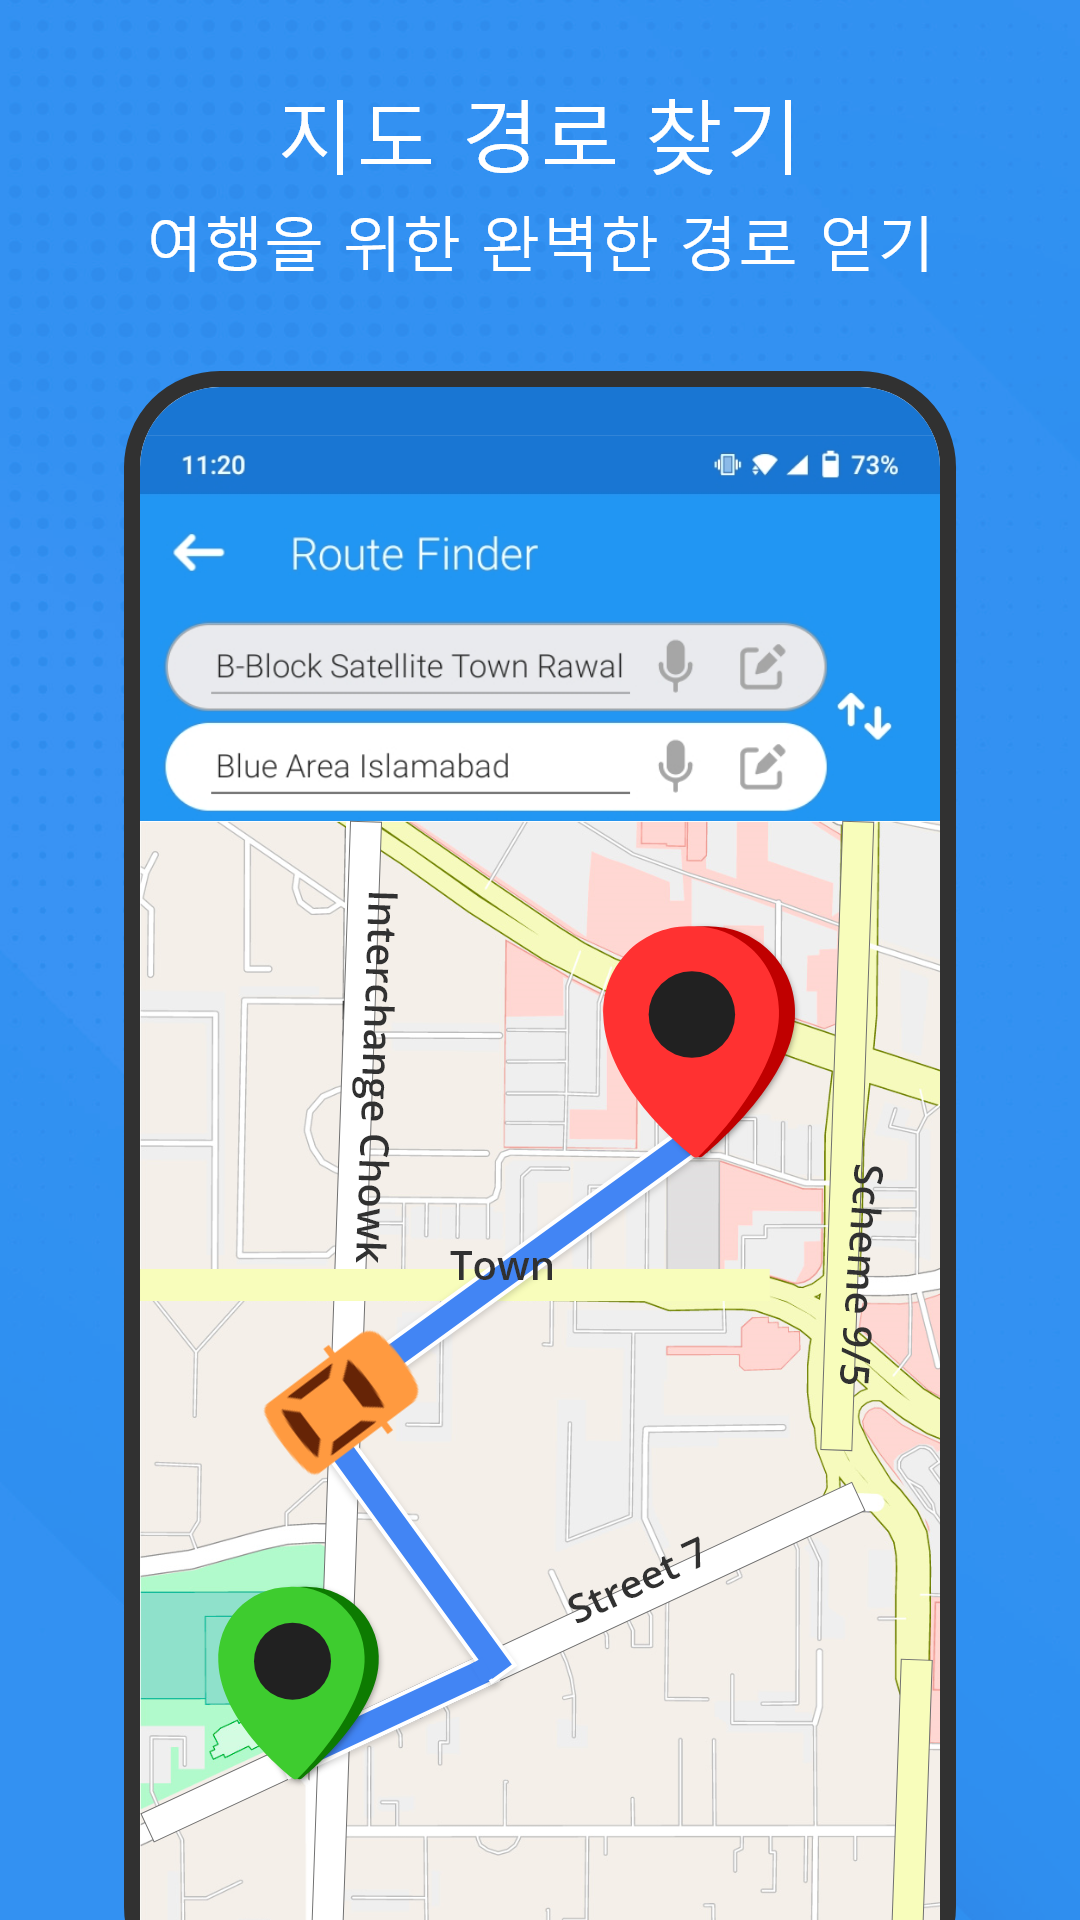 지도 경로 찾기
여행을 위한 완벽한 경로 얻기
11:20
73%
Route Finder
B-Block Satellite Town Rawal
Blue Area Islamabad
Interchange Chowk
Town
Scheme 9/5
Street 7